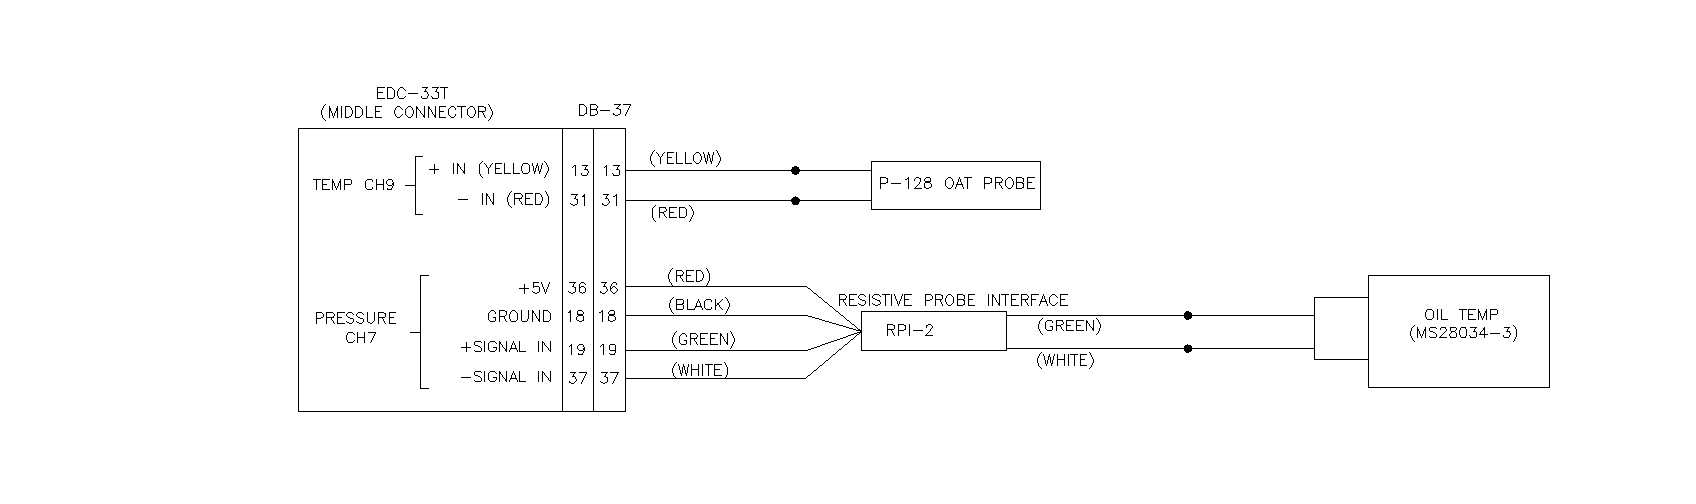 EDC-33T
(MIDDLE CONNECTOR)
DB-37
TEMP CH9
+ IN (YELLOW) 13 13 (YELLOW)
- IN (RED) 31 31 (RED)
P-128 OAT PROBE
PRESSURE
CH7
+5V 36 36 (RED)
GROUND 18 18 (BLACK)
+SIGNAL IN 19 19 (GREEN)
-SIGNAL IN 37 37 (WHITE)
RESISTIVE PROBE INTERFACE
RPI-2
(GREEN)
(WHITE)
OIL TEMP
(MS28034-3)